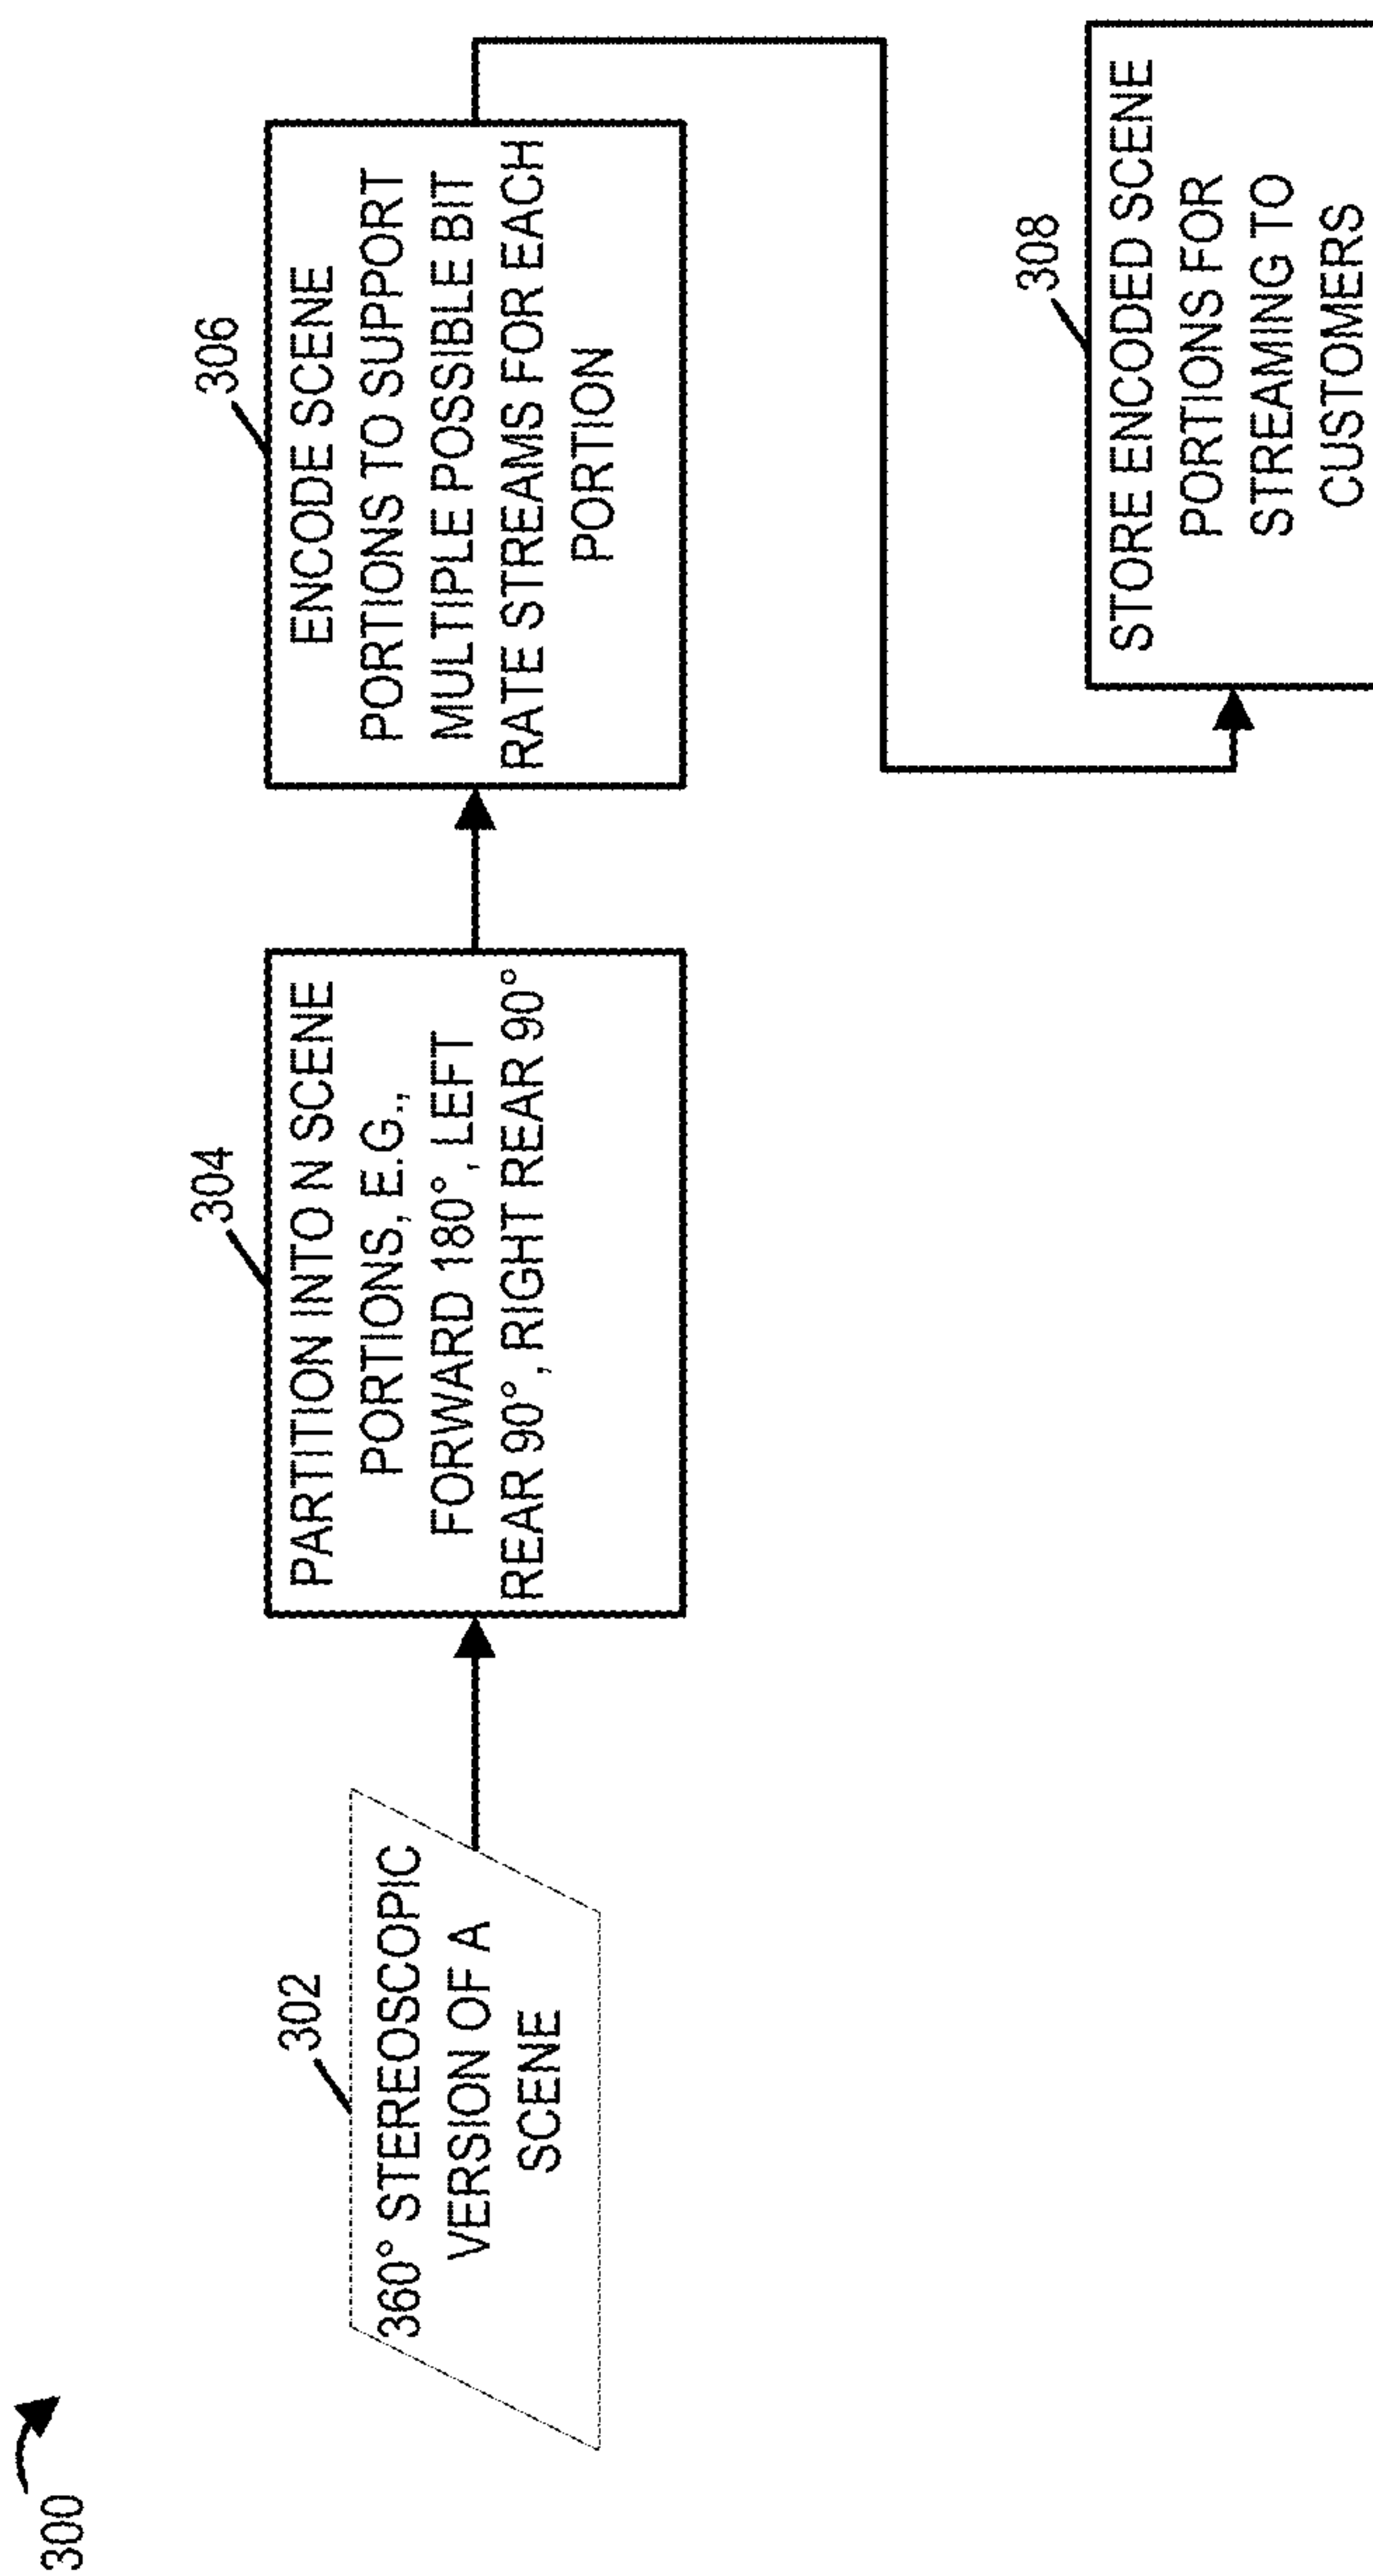 300
302
360° STEREOSCOPIC
VERSION OF A
SCENE
304
PARTITION INTO N SCENE
PORTIONS, E.G.,
FORWARD 180°, LEFT
REAR 90°, RIGHT REAR 90°
306
ENCODE SCENE
PORTIONS TO SUPPORT
MULTIPLE POSSIBLE BIT
RATE STREAMS FOR EACH
PORTION
308
STORE ENCODED SCENE
PORTIONS FOR
STREAMING TO
CUSTOMERS